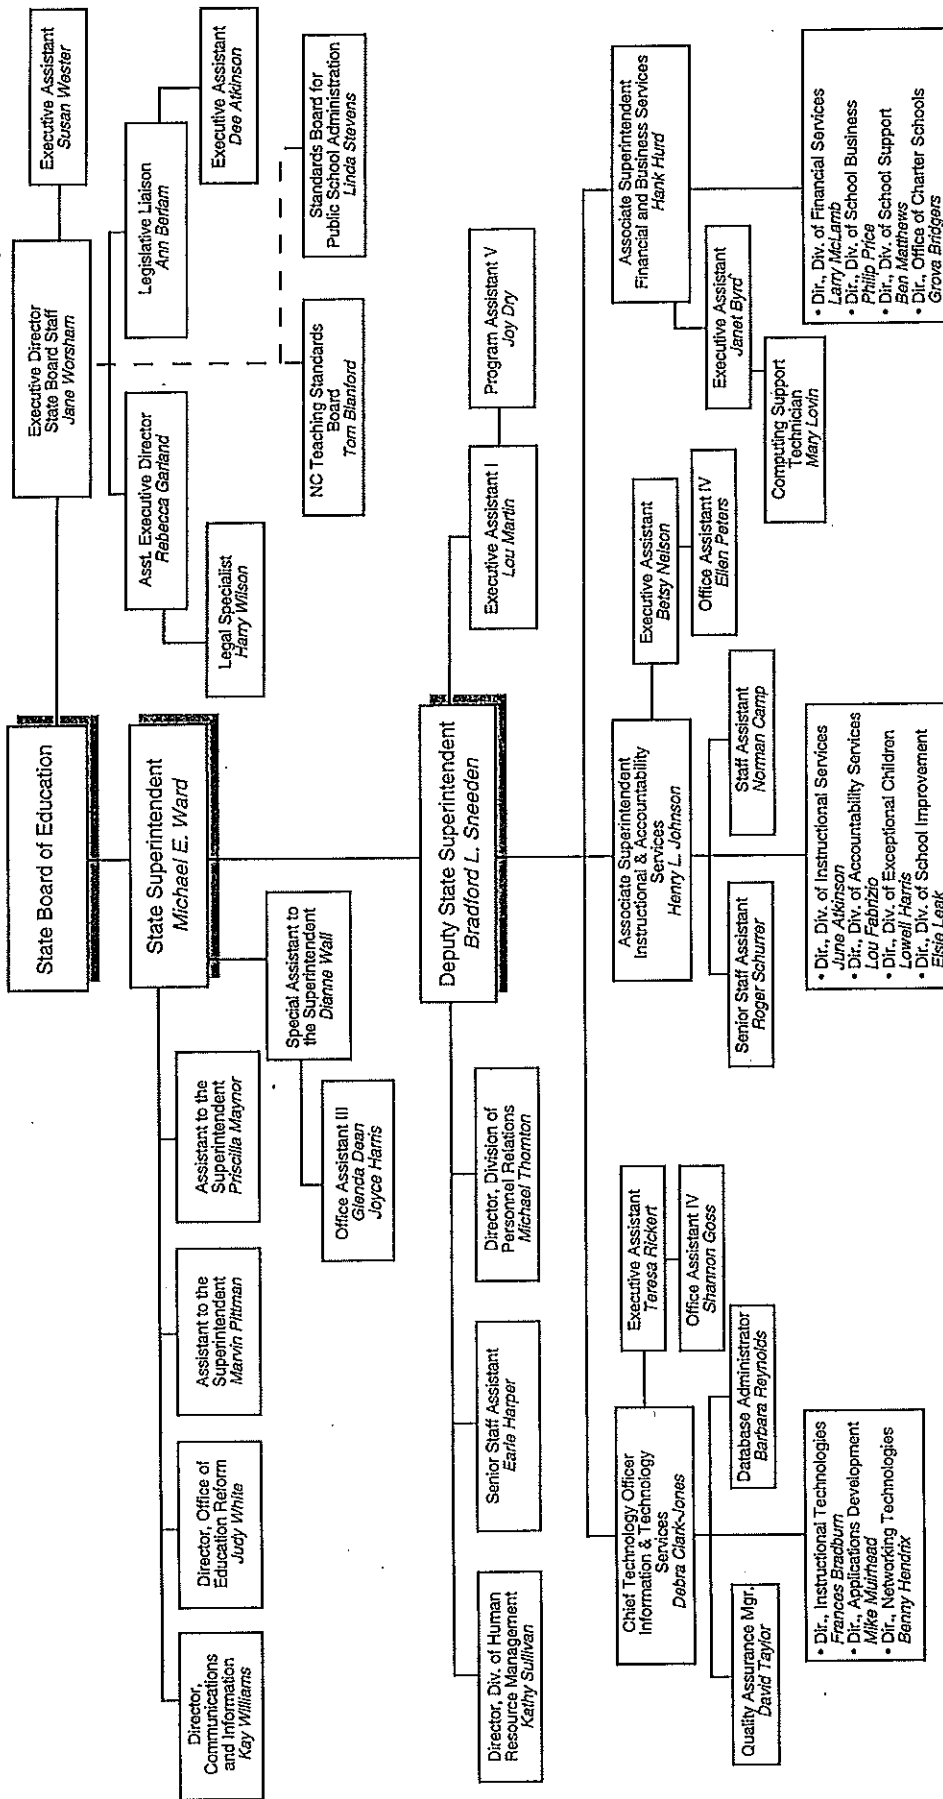 State Board of Education
Executive Director
State Board Staff
Jane Worsham
Executive Assistant
Susan Wester
State Superintendent
Michael E. Ward
Asst. Executive Director
Rebecca Garland
Legislative Liaison
Ann Berlam
Legal Specialist
Harry Wilson
Executive Assistant
Dee Atkinson
NC Teaching Standards
Board
Tom Blanford
Standards Board for
Public School Administration
Linda Stevens
Director,
Communications
and Information
Kay Williams
Director, Office of
Education Reform
Judy White
Assistant to the
Superintendent
Marvin Pittman
Assistant to the
Superintendent
Priscilla Maynor
Special Assistant to
the Superintendent
Dianne Wall
Office Assistant III
Glenda Dean
Joyce Harris
Deputy State Superintendent
Bradford L. Sneeden
Executive Assistant I
Lou Martin
Program Assistant V
Joy Dry
Director, Div. of Human
Resource Management
Kathy Sullivan
Senior Staff Assistant
Earle Harper
Director, Division of
Personnel Relations
Michael Thornton
Chief Technology Officer
Information & Technology
Services
Debra Clark-Jones
Executive Assistant
Teresa Rickert
Office Assistant IV
Shannon Goss
Quality Assurance Mgr.
David Taylor
Database Administrator
Barbara Reynolds
• Dir., Instructional Technologies
Frances Bradburn
• Dir., Applications Development
Mike Muirhead
• Dir., Networking Technologies
Benny Hendrix
Associate Superintendent
Instructional & Accountability
Services
Henry L. Johnson
Executive Assistant
Betsy Nelson
Office Assistant IV
Ellen Peters
Senior Staff Assistant
Roger Schurrer
Staff Assistant
Norman Camp
• Dir., Div. of Instructional Services
June Atkinson
• Dir., Div. of Accountability Services
Lou Fabrizio
• Dir., Div. of Exceptional Children
Lowell Harris
• Dir., Div. of School Improvement
Elsie Leak
Associate Superintendent
Financial and Business Services
Hank Hurd
Executive Assistant
Janet Byrd
Computing Support
Technician
Mary Lovin
• Dir., Div. of Financial Services
Larry McLamb
• Dir., Div. of School Business
Philip Price
• Dir., Div. of School Support
Ben Matthews
• Dir., Office of Charter Schools
Grova Bridgers